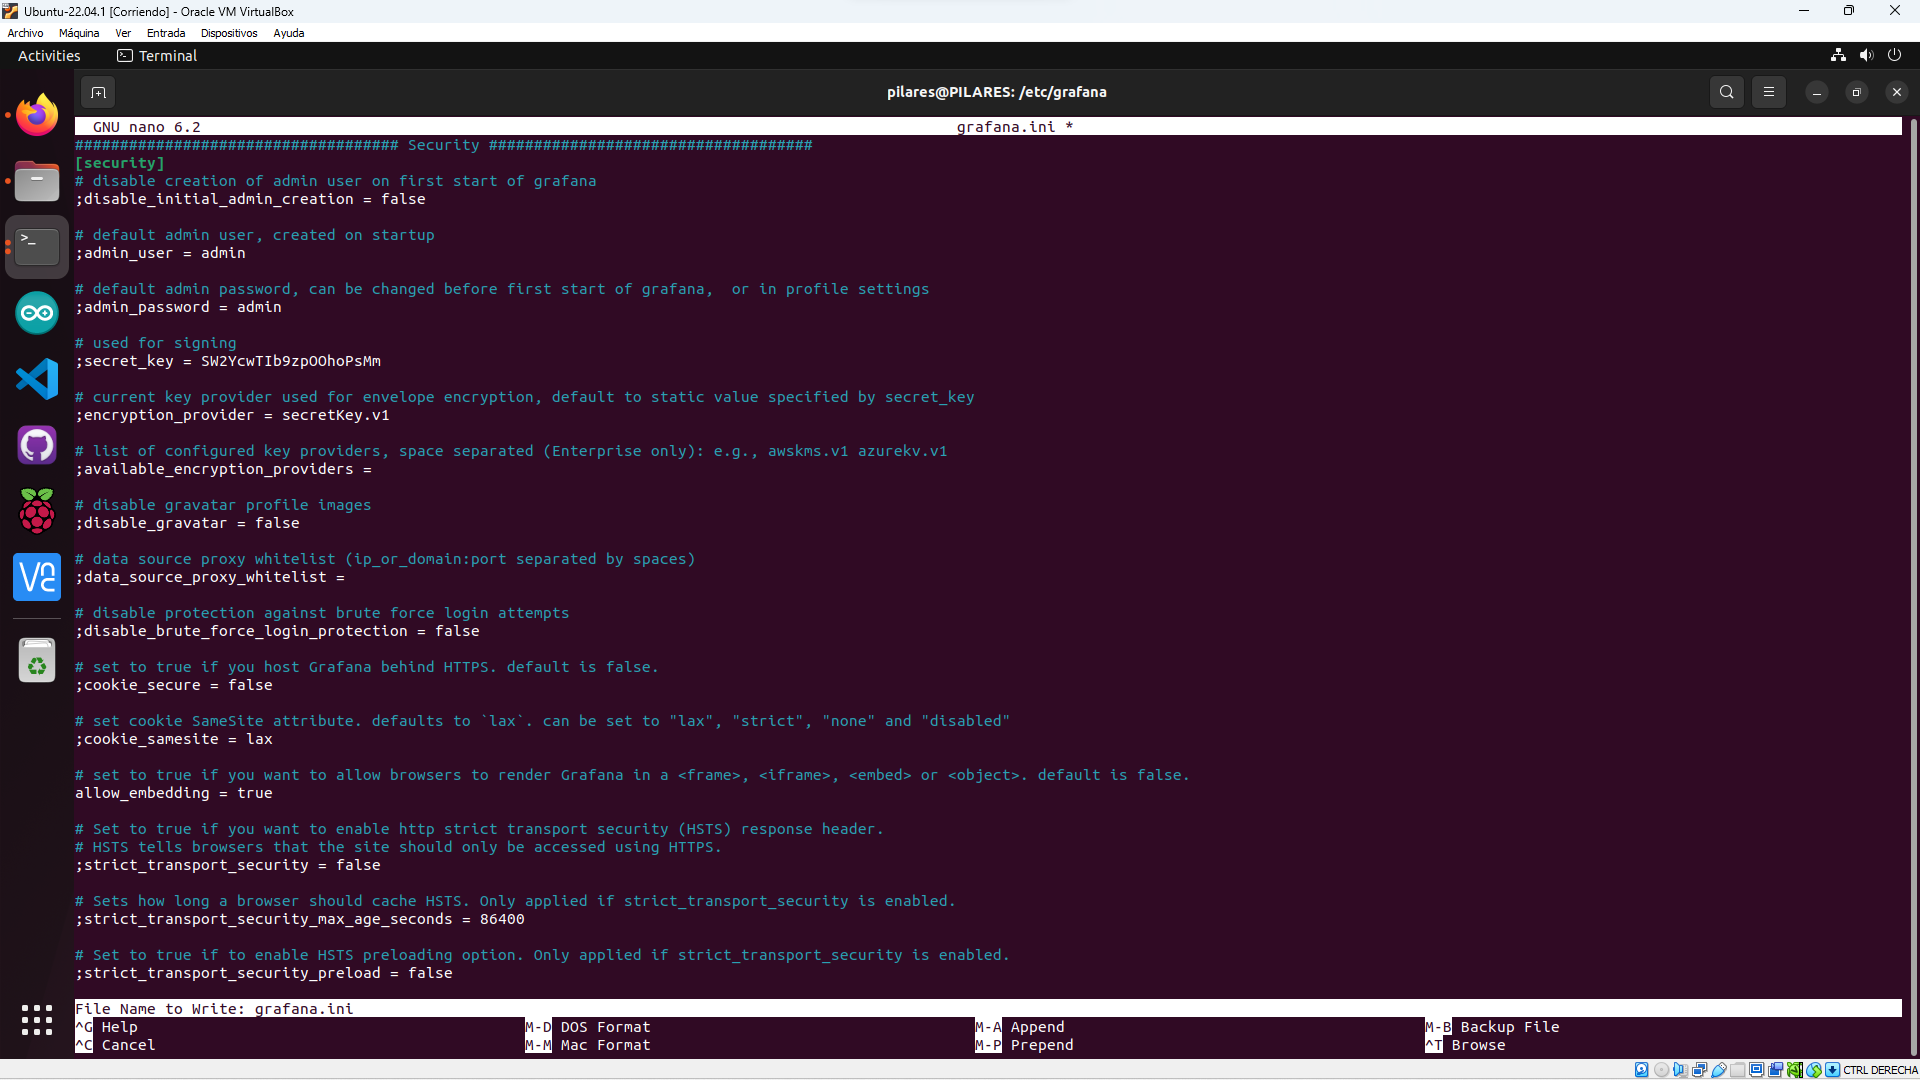 Ubuntu-22.04.1 [Corriendo] - Oracle VM VirtualBox
Archivo Máquina Ver Entrada Dispositivos Ayuda
Activities Terminal
pilares@PILARES: /etc/grafana
GNU nano 6.2 grafana.ini *
#################################### Security ####################################
[security]
# disable creation of admin user on first start of grafana
;disable_initial_admin_creation = false
# default admin user, created on startup
;admin_user = admin
# default admin password, can be changed before first start of grafana,  or in profile settings
;admin_password = admin
# used for signing
;secret_key = SW2YcwTIb9zpOOhoPsMm
# current key provider used for envelope encryption, default to static value specified by secret_key
;encryption_provider = secretKey.v1
# list of configured key providers, space separated (Enterprise only): e.g., awskms.v1 azurekv.v1
;available_encryption_providers =
# disable gravatar profile images
;disable_gravatar = false
# data source proxy whitelist (ip_or_domain:port separated by spaces)
;data_source_proxy_whitelist =
# disable protection against brute force login attempts
;disable_brute_force_login_protection = false
# set to true if you host Grafana behind HTTPS. default is false.
;cookie_secure = false
# set cookie SameSite attribute. defaults to `lax`. can be set to "lax", "strict", "none" and "disabled"
;cookie_samesite = lax
# set to true if you want to allow browsers to render Grafana in a <frame>, <iframe>, <embed> or <object>. default is false.
allow_embedding = true
# Set to true if you want to enable http strict transport security (HSTS) response header.
# HSTS tells browsers that the site should only be accessed using HTTPS.
;strict_transport_security = false
# Sets how long a browser should cache HSTS. Only applied if strict_transport_security is enabled.
;strict_transport_security_max_age_seconds = 86400
# Set to true if to enable HSTS preloading option. Only applied if strict_transport_security is enabled.
;strict_transport_security_preload = false
File Name to Write: grafana.ini
^G Help M-D DOS Format M-A Append M-B Backup File
^C Cancel M-M Mac Format M-P Prepend ^T Browse
CTRL DERECHA